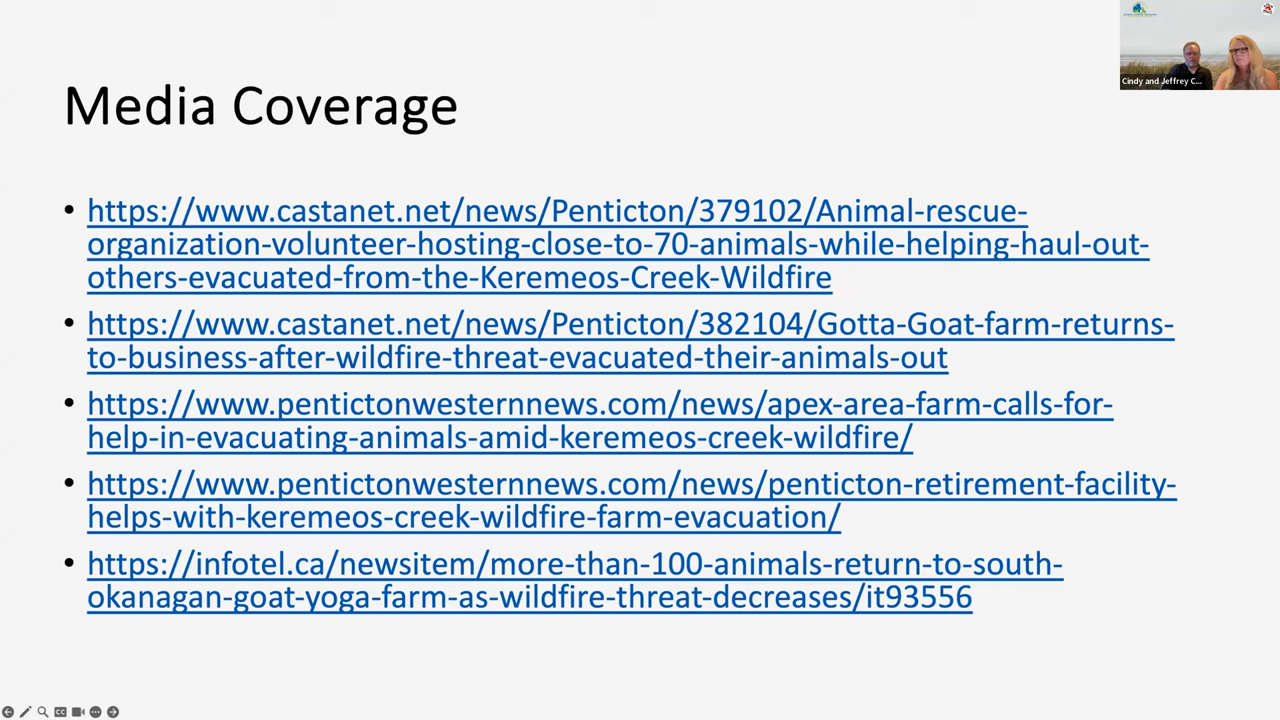 Cindy and Jeffrey C...
Media Coverage
• https://www.castanet.net/news/Penticton/379102/Animal-rescue-
organization-volunteer-hosting-close-to-70-animals-while-helping-haul-out-
others-evacuated-from-the-Keremeos-Creek-Wildfire
• https://www.castanet.net/news/Penticton/382104/Gotta-Goat-farm-returns-
to-business-after-wildfire-threat-evacuated-their-animals-out
• https://www.pentictonwesternnews.com/news/apex-area-farm-calls-for-
help-in-evacuating-animals-amid-keremeos-creek-wildfire/
• https://www.pentictonwesternnews.com/news/penticton-retirement-facility-
helps-with-keremeos-creek-wildfire-farm-evacuation/
• https://infotel.ca/newsitem/more-than-100-animals-return-to-south-
okanagan-goat-yoga-farm-as-wildfire-threat-decreases/it93556